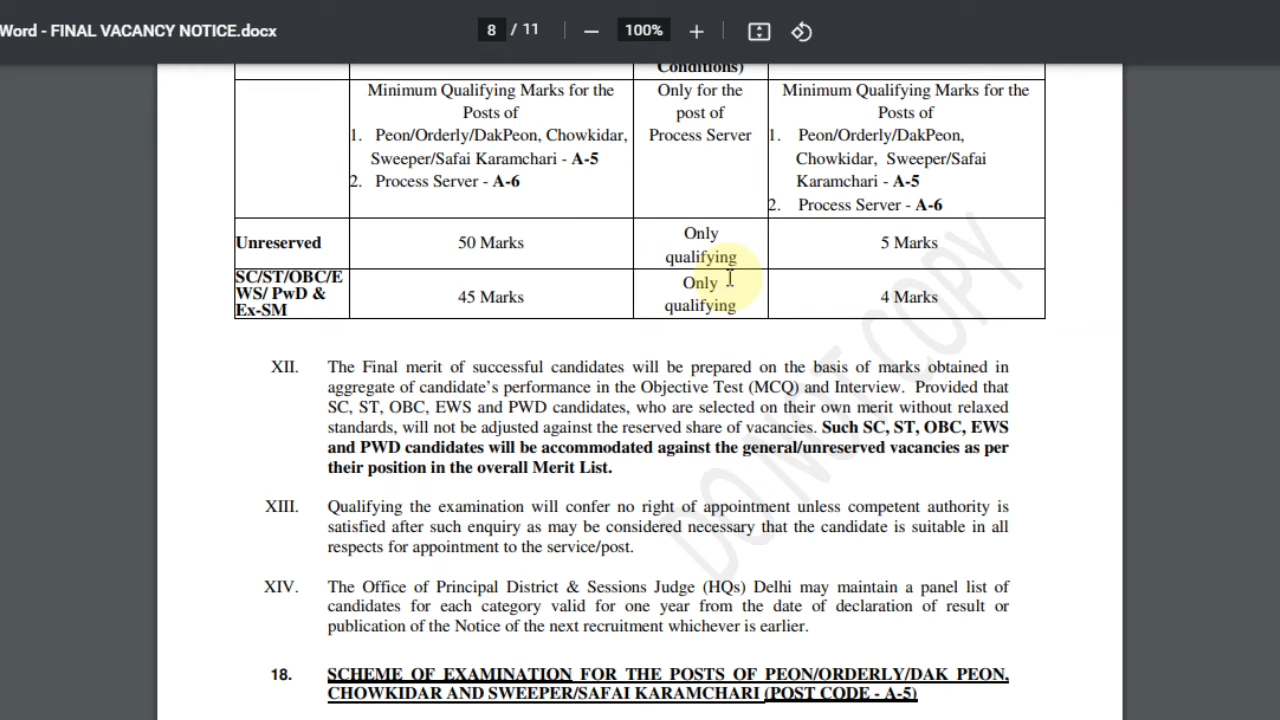 Word - FINAL VACANCY NOTICE.docx
8 / 11
100%
Conditions)
Minimum Qualifying Marks for the
Posts of
1. Peon/Orderly/DakPeon, Chowkidar,
Sweeper/Safai Karamchari - A-5
2. Process Server - A-6
Only for the
post of
Process Server
Minimum Qualifying Marks for the
Posts of
1. Peon/Orderly/DakPeon,
Chowkidar, Sweeper/Safai
Karamchari - A-5
2. Process Server - A-6
Unreserved
50 Marks
Only
qualifying
5 Marks
SC/ST/OBC/E
WS/ PwD &
Ex-SM
45 Marks
Only
qualifying
4 Marks
XII. The Final merit of successful candidates will be prepared on the basis of marks obtained in
aggregate of candidate's performance in the Objective Test (MCQ) and Interview. Provided that
SC, ST, OBC, EWS and PWD candidates, who are selected on their own merit without relaxed
standards, will not be adjusted against the reserved share of vacancies. Such SC, ST, OBC, EWS
and PWD candidates will be accommodated against the general/unreserved vacancies as per
their position in the overall Merit List.
XIII. Qualifying the examination will confer no right of appointment unless competent authority is
satisfied after such enquiry as may be considered necessary that the candidate is suitable in all
respects for appointment to the service/post.
XIV. The Office of Principal District & Sessions Judge (HQs) Delhi may maintain a panel list of
candidates for each category valid for one year from the date of declaration of result or
publication of the Notice of the next recruitment whichever is earlier.
18. SCHEME OF EXAMINATION FOR THE POSTS OF PEON/ORDERLY/DAK PEON,
CHOWKIDAR AND SWEEPER/SAFAI KARAMCHARI (POST CODE - A-5)
DO NOT COPY